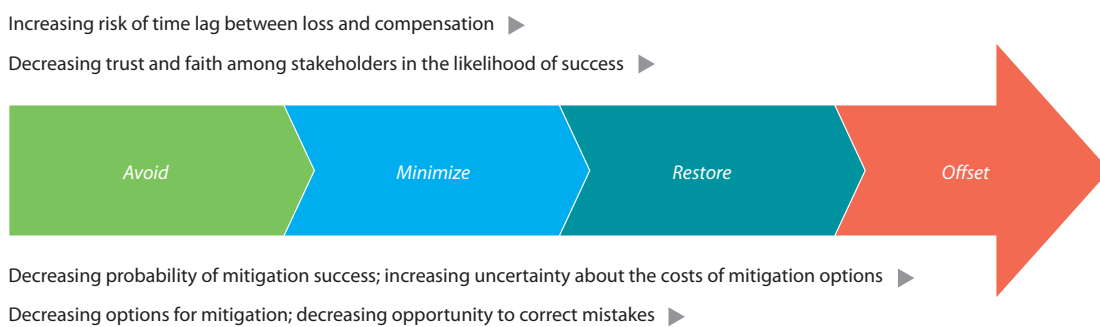 Increasing risk of time lag between loss and compensation
Decreasing trust and faith among stakeholders in the likelihood of success
Avoid
Minimize
Restore
Offset
Decreasing probability of mitigation success; increasing uncertainty about the costs of mitigation options
Decreasing options for mitigation; decreasing opportunity to correct mistakes